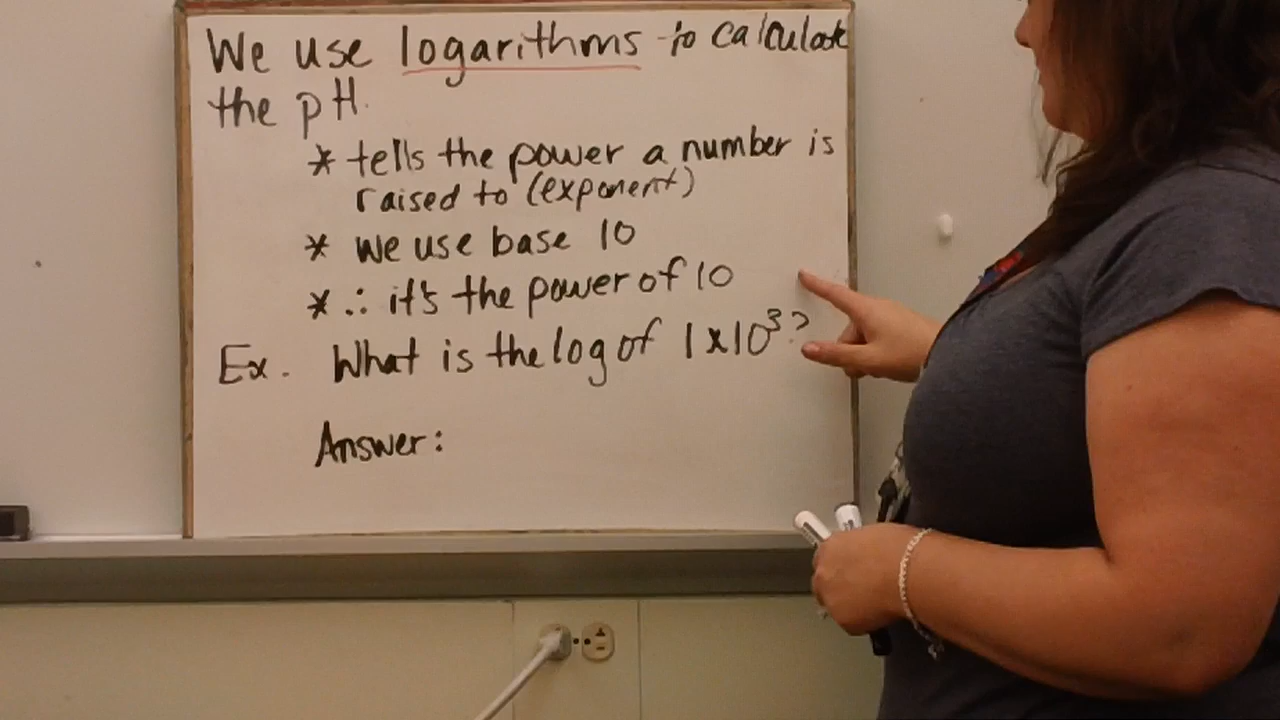 We use logarithms to calculate
the pH.
* tells the power a number is
raised to (exponent)
* we use base 10
* ∴ it's the power of 10
Ex. What is the log of 1x10³?
Answer: